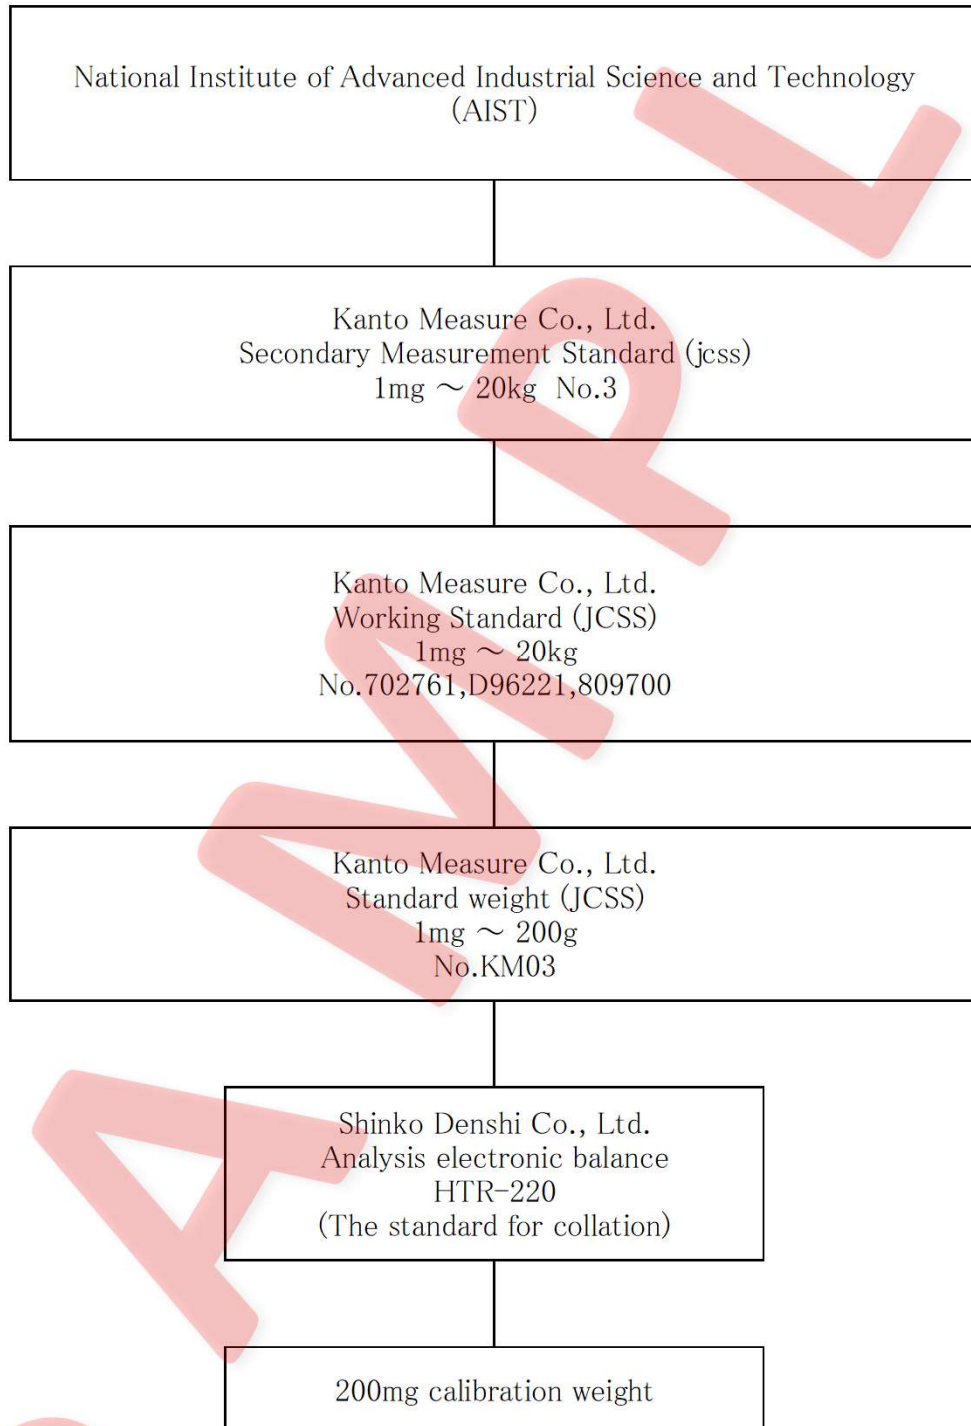 National Institute of Advanced Industrial Science and Technology
(AIST)
Kanto Measure Co., Ltd.
Secondary Measurement Standard (jcss)
1mg ～ 20kg No.3
Kanto Measure Co., Ltd.
Working Standard (JCSS)
1mg ～ 20kg
No.702761,D96221,809700
Kanto Measure Co., Ltd.
Standard weight (JCSS)
1mg ～ 200g
No.KM03
Shinko Denshi Co., Ltd.
Analysis electronic balance
HTR-220
(The standard for collation)
200mg calibration weight
AMPL